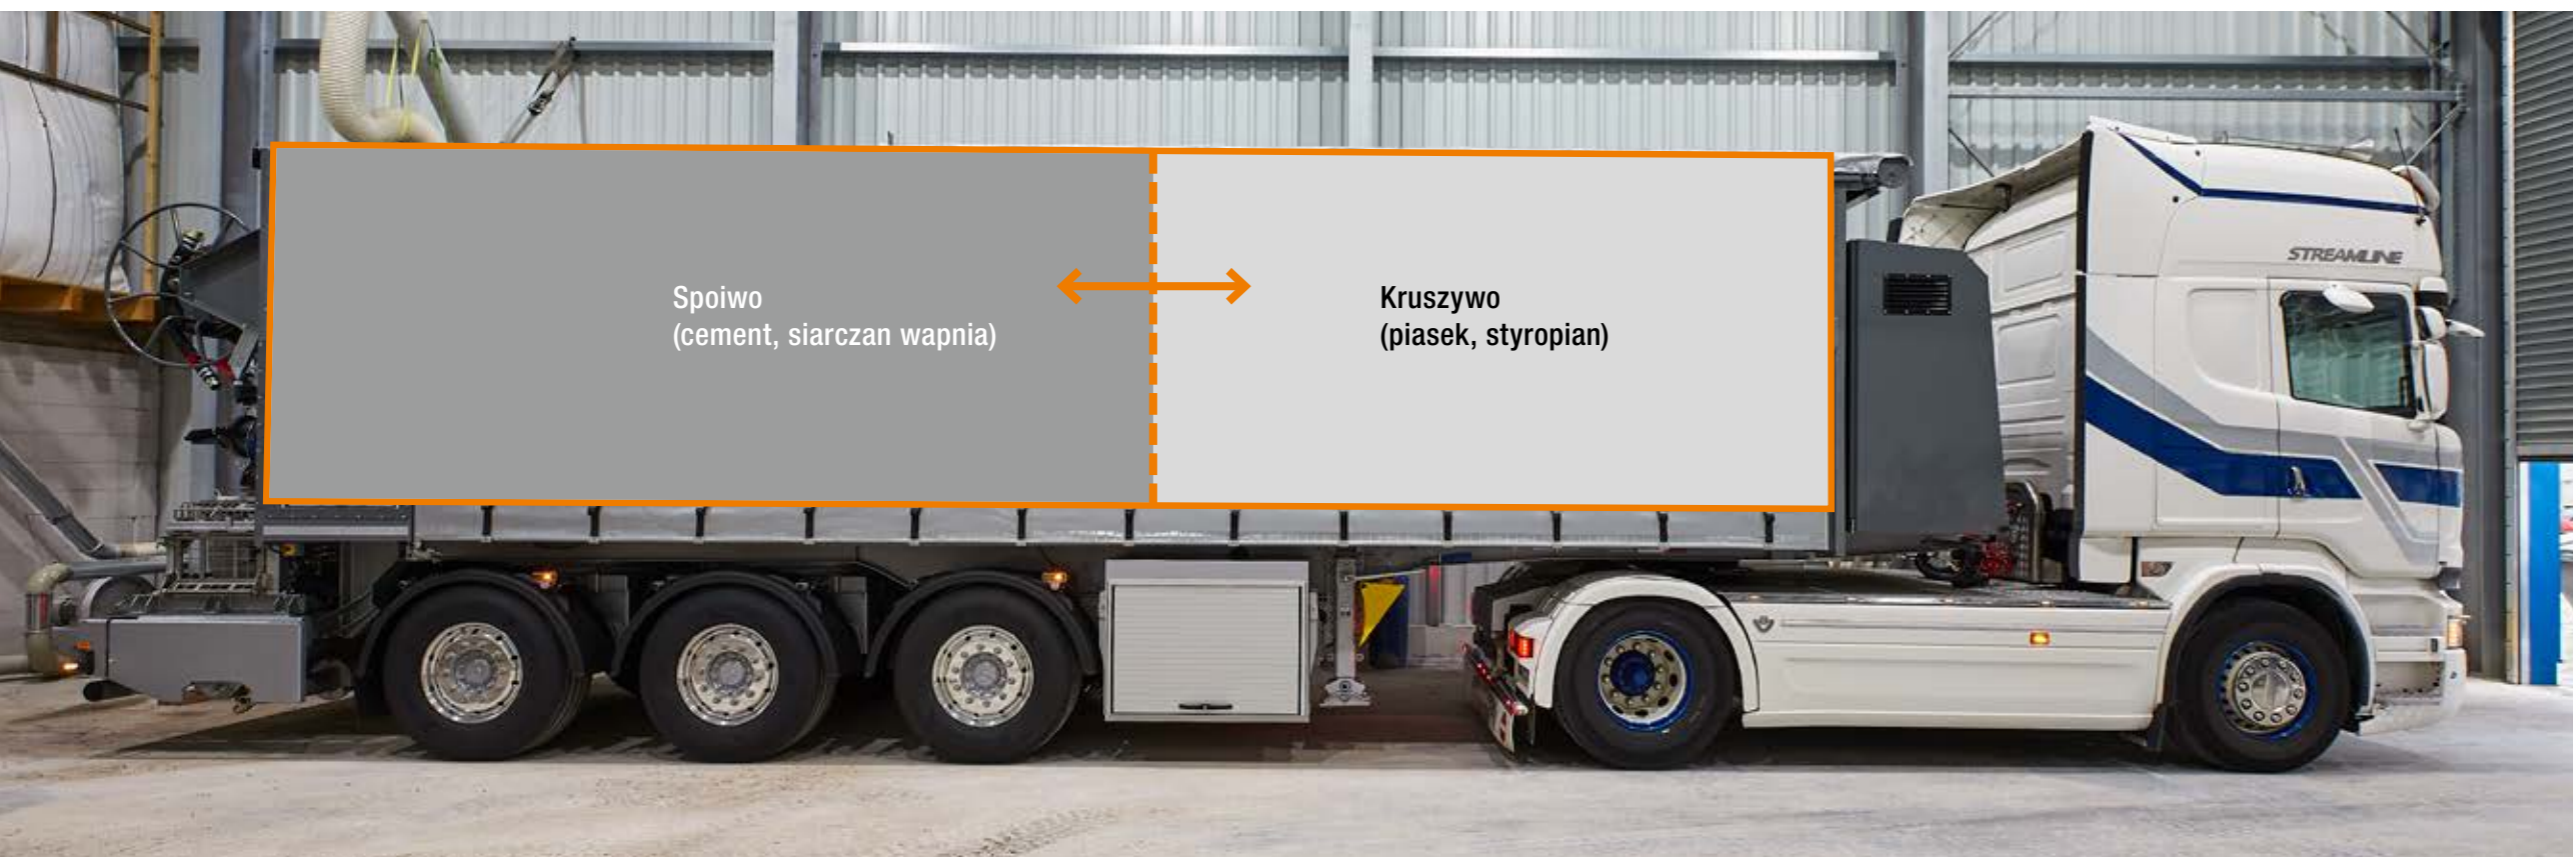 Spoiwo
(cement, siarczan wapnia)
Kruszywo
(piasek, styropian)
STREAMLINE